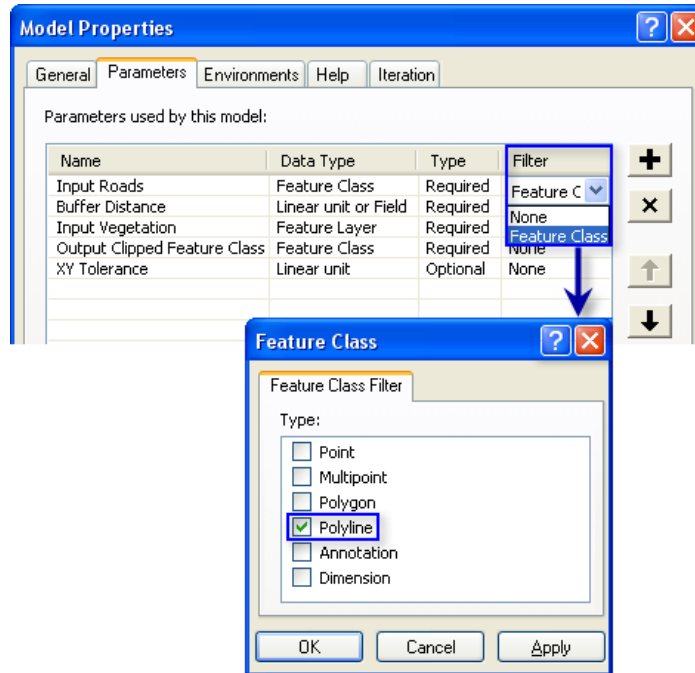 Model Properties
General Parameters Environments Help Iteration
Parameters used by this model:
Name Data Type Type Filter
Input Roads Feature Class Required Feature C
Buffer Distance Linear unit or Field Required None
Input Vegetation Feature Layer Required Feature Class
Output Clipped Feature Class Feature Class Required None
XY Tolerance Linear unit Optional None
Feature Class
Feature Class Filter
Type:
Point
Multipoint
Polygon
Polyline
Annotation
Dimension
OK Cancel Apply